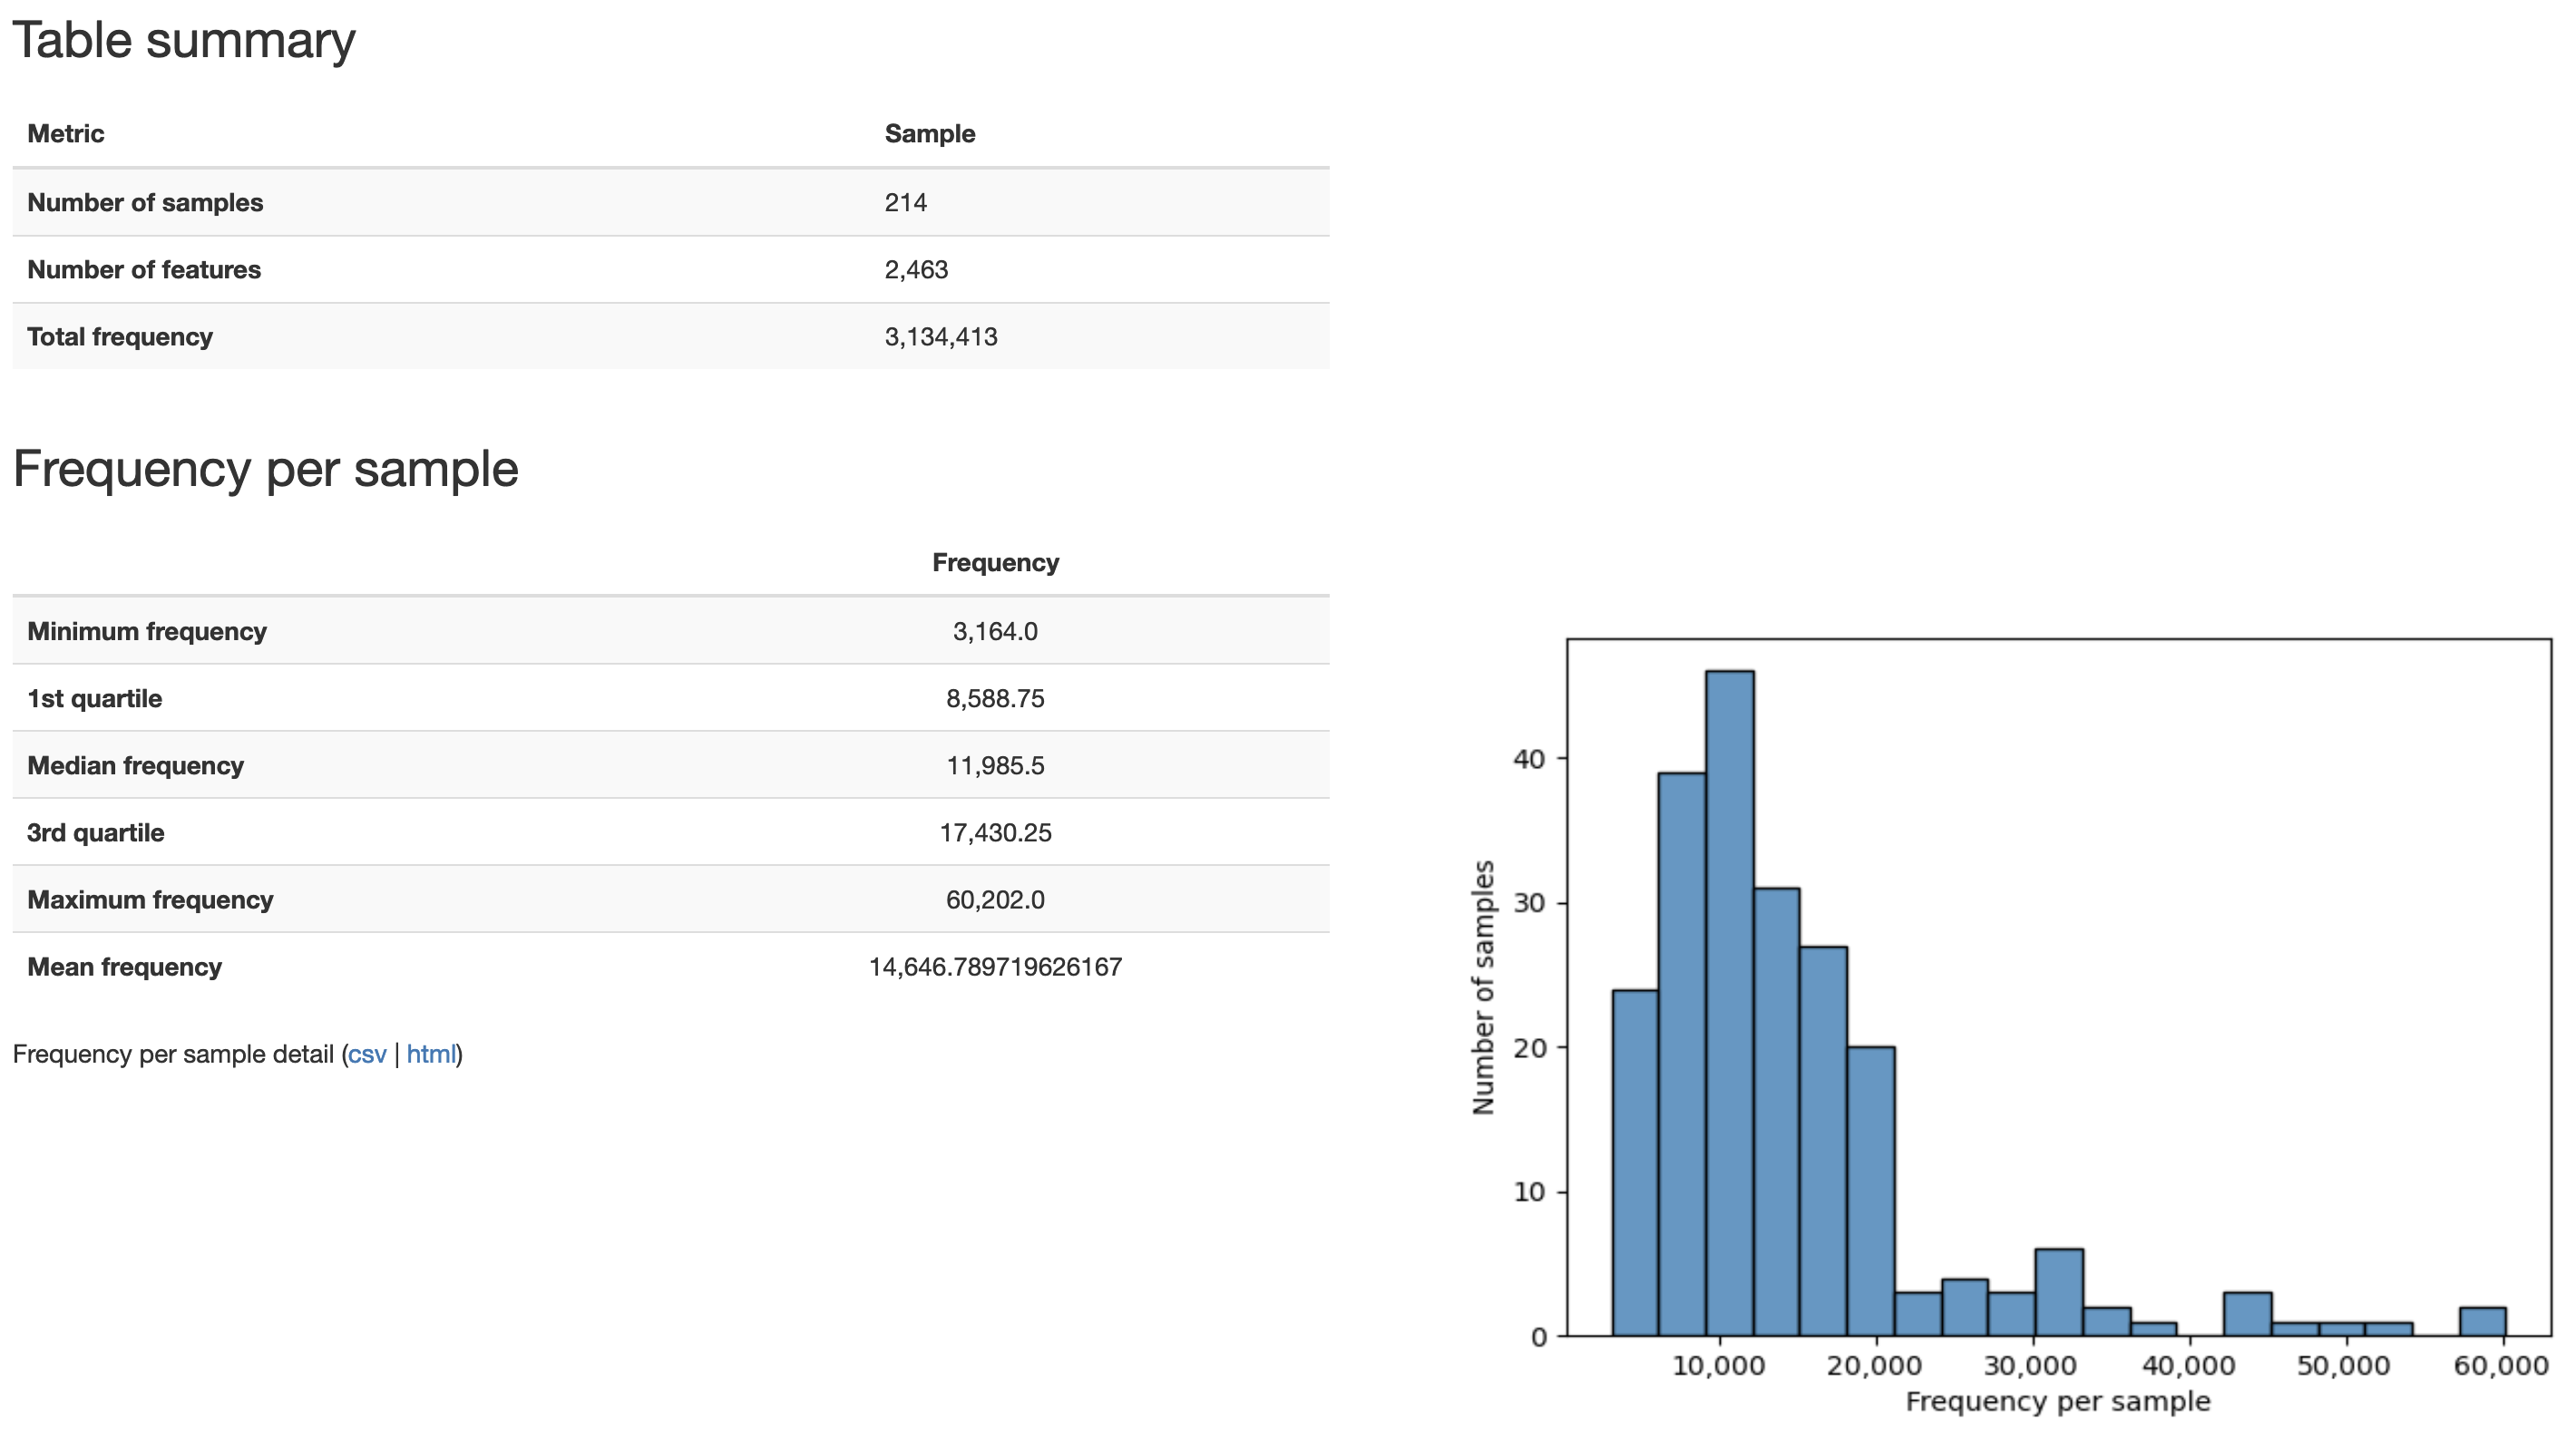 Table summary
Metric Sample
Number of samples 214
Number of features 2,463
Total frequency 3,134,413
Frequency per sample
Frequency
Minimum frequency 3,164.0
1st quartile 8,588.75
Median frequency 11,985.5
3rd quartile 17,430.25
Maximum frequency 60,202.0
Mean frequency 14,646.789719626167
Frequency per sample detail (csv | html)
Number of samples
40
30
20
10
0
10,000 20,000 30,000 40,000 50,000 60,000
Frequency per sample